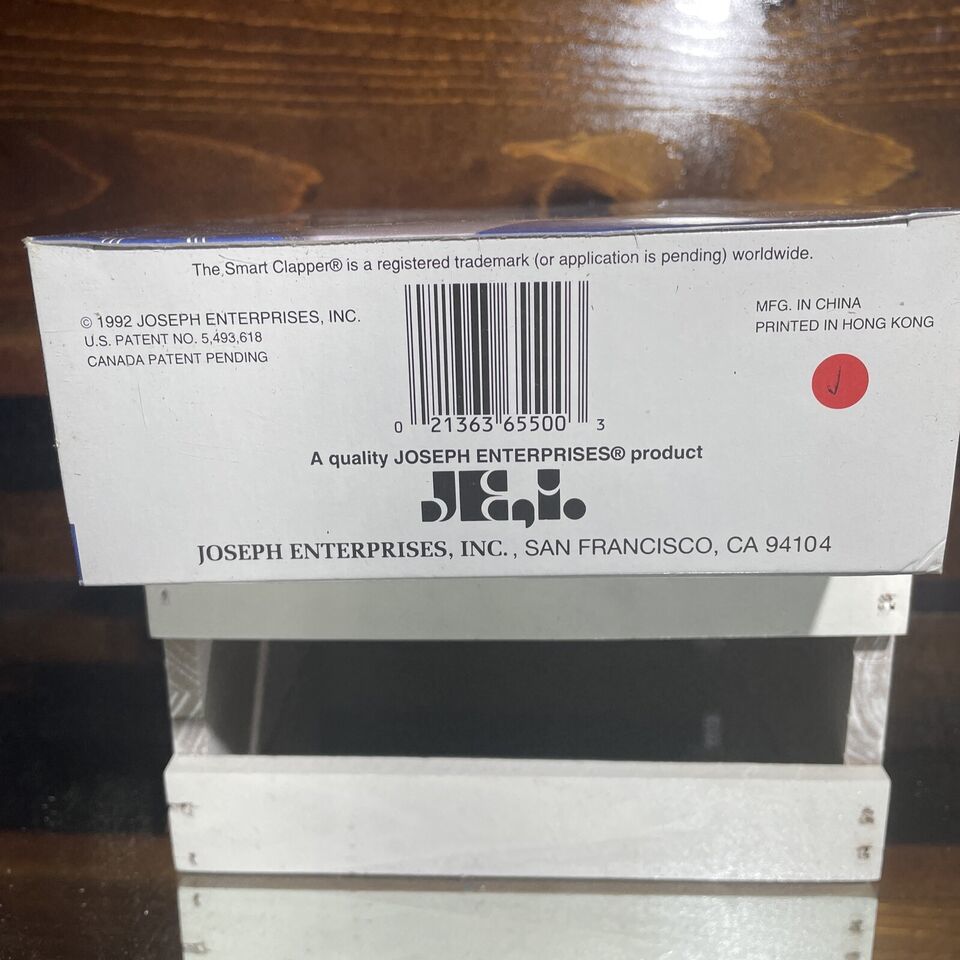 The Smart Clapper® is a registered trademark (or application is pending) worldwide.
© 1992 JOSEPH ENTERPRISES, INC.
U.S. PATENT NO. 5,493,618
CANADA PATENT PENDING
MFG. IN CHINA
PRINTED IN HONG KONG
0 21363 65500 3
A quality JOSEPH ENTERPRISES® product
JEI
JOSEPH ENTERPRISES, INC., SAN FRANCISCO, CA 94104